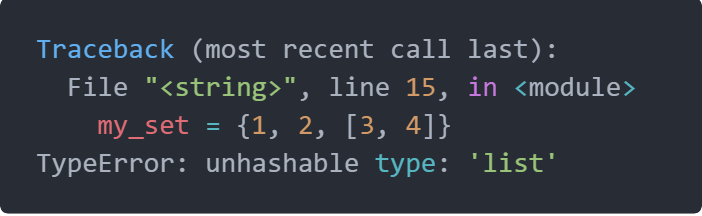 Traceback (most recent call last):
  File "<string>", line 15, in <module>
    my_set = {1, 2, [3, 4]}
TypeError: unhashable type: 'list'